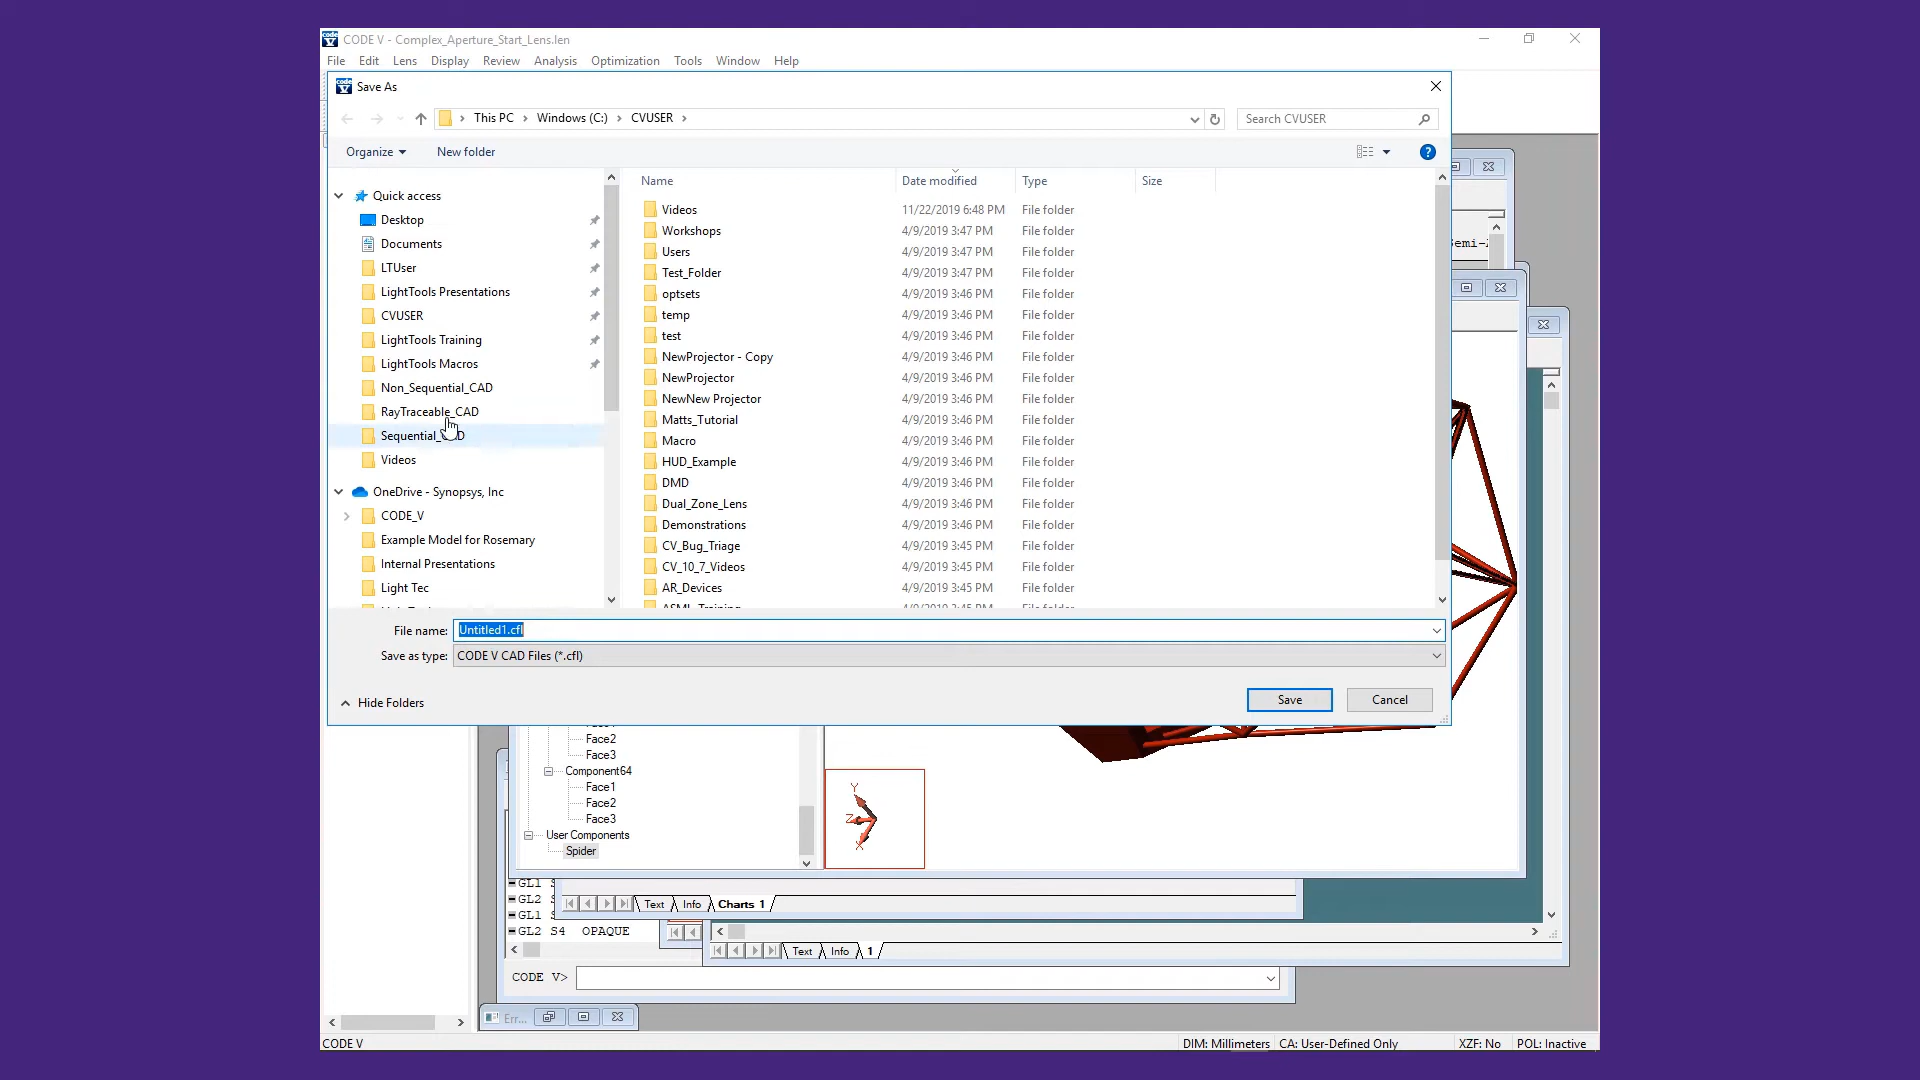 CODE V - Complex_Aperture_Start_Lens.len
File Edit Lens Display Review Analysis Optimization Tools Window Help
Save As
This PC > Windows (C:) > CVUSER >
Search CVUSER
Organize
New folder
Quick access
Desktop
Documents
LTUser
LightTools Presentations
CVUSER
LightTools Training
LightTools Macros
Non_Sequential_CAD
RayTraceable_CAD
Videos
OneDrive - Synopsys, Inc
CODE_V
Example Model for Rosemary
Internal Presentations
Light Tec
Name Date modified Type Size
Videos 11/22/2019 6:48 PM File folder
Workshops 4/9/2019 3:47 PM File folder
Users 4/9/2019 3:47 PM File folder
Test_Folder 4/9/2019 3:47 PM File folder
optsets 4/9/2019 3:46 PM File folder
temp 4/9/2019 3:46 PM File folder
test 4/9/2019 3:46 PM File folder
NewProjector - Copy 4/9/2019 3:46 PM File folder
NewProjector 4/9/2019 3:46 PM File folder
NewNew Projector 4/9/2019 3:46 PM File folder
Matts_Tutorial 4/9/2019 3:46 PM File folder
Macro 4/9/2019 3:46 PM File folder
HUD_Example 4/9/2019 3:46 PM File folder
DMD 4/9/2019 3:46 PM File folder
Dual_Zone_Lens 4/9/2019 3:46 PM File folder
Demonstrations 4/9/2019 3:46 PM File folder
CV_Bug_Triage 4/9/2019 3:45 PM File folder
CV_10_7_Videos 4/9/2019 3:45 PM File folder
AR_Devices 4/9/2019 3:45 PM File folder
File name: Untitled1.cfl
Save as type: CODE V CAD Files (*.cfl)
Hide Folders
Save
Cancel
Face2
Face3
Component64
Face1
Face2
Face3
User Components
Spider
Y
Z
X
GL1 S
GL2 S
GL1 S
GL2 S4 OPAQUE
Text Info Charts 1
Text Info 1
CODE V>
Err...
CODE V
DIM: Millimeters CA: User-Defined Only XZF: No POL: Inactive